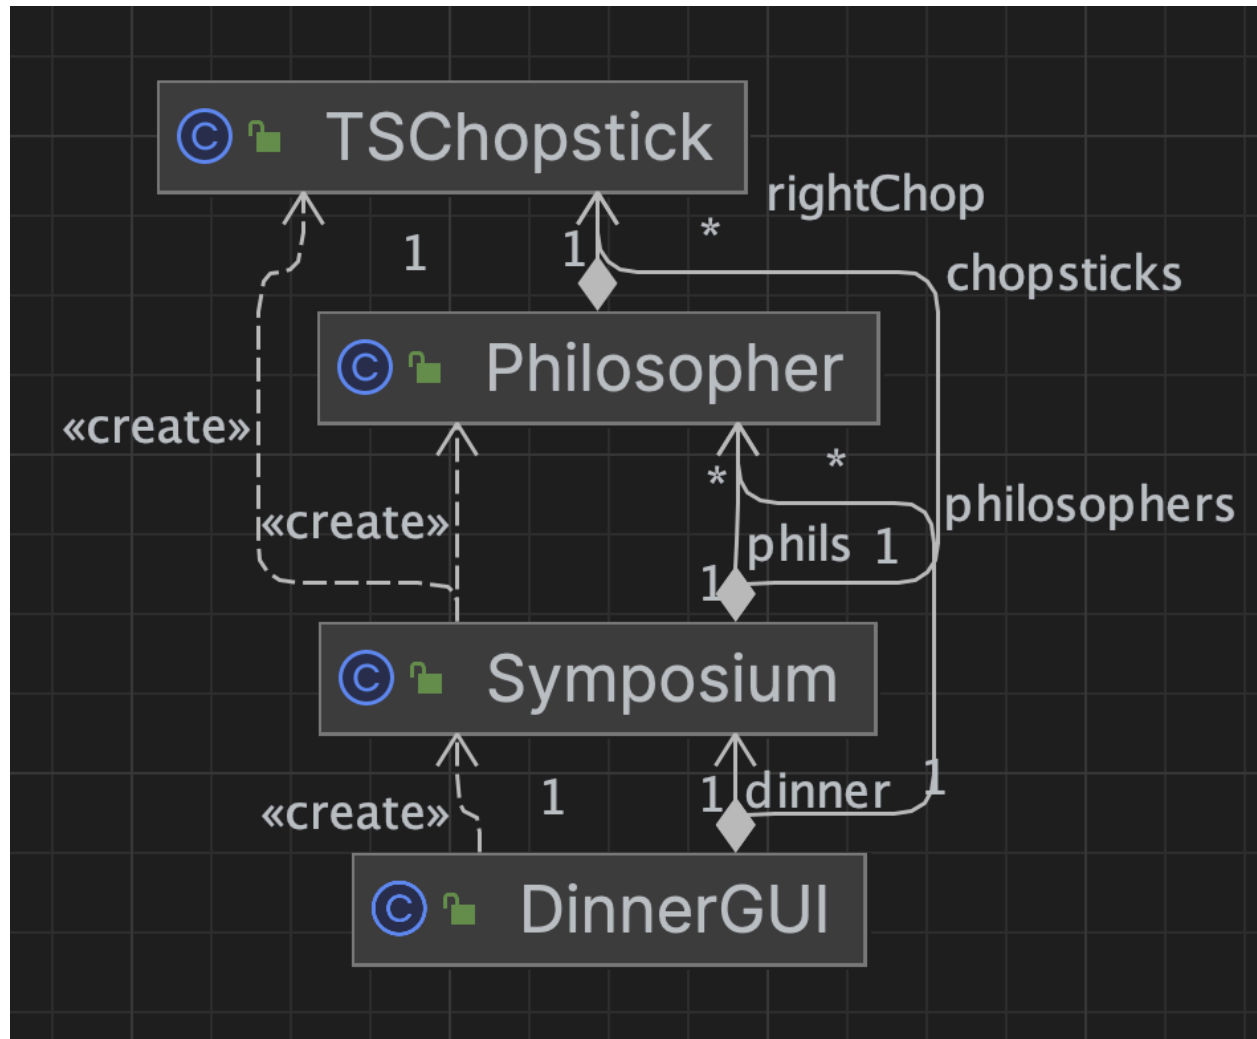 C TSChopstick
rightChop
1 1 *
chopsticks
C Philosopher
«create»
* *
«create» philosophers
phils 1
1
C Symposium
«create» 1 1 dinner 1
C DinnerGUI